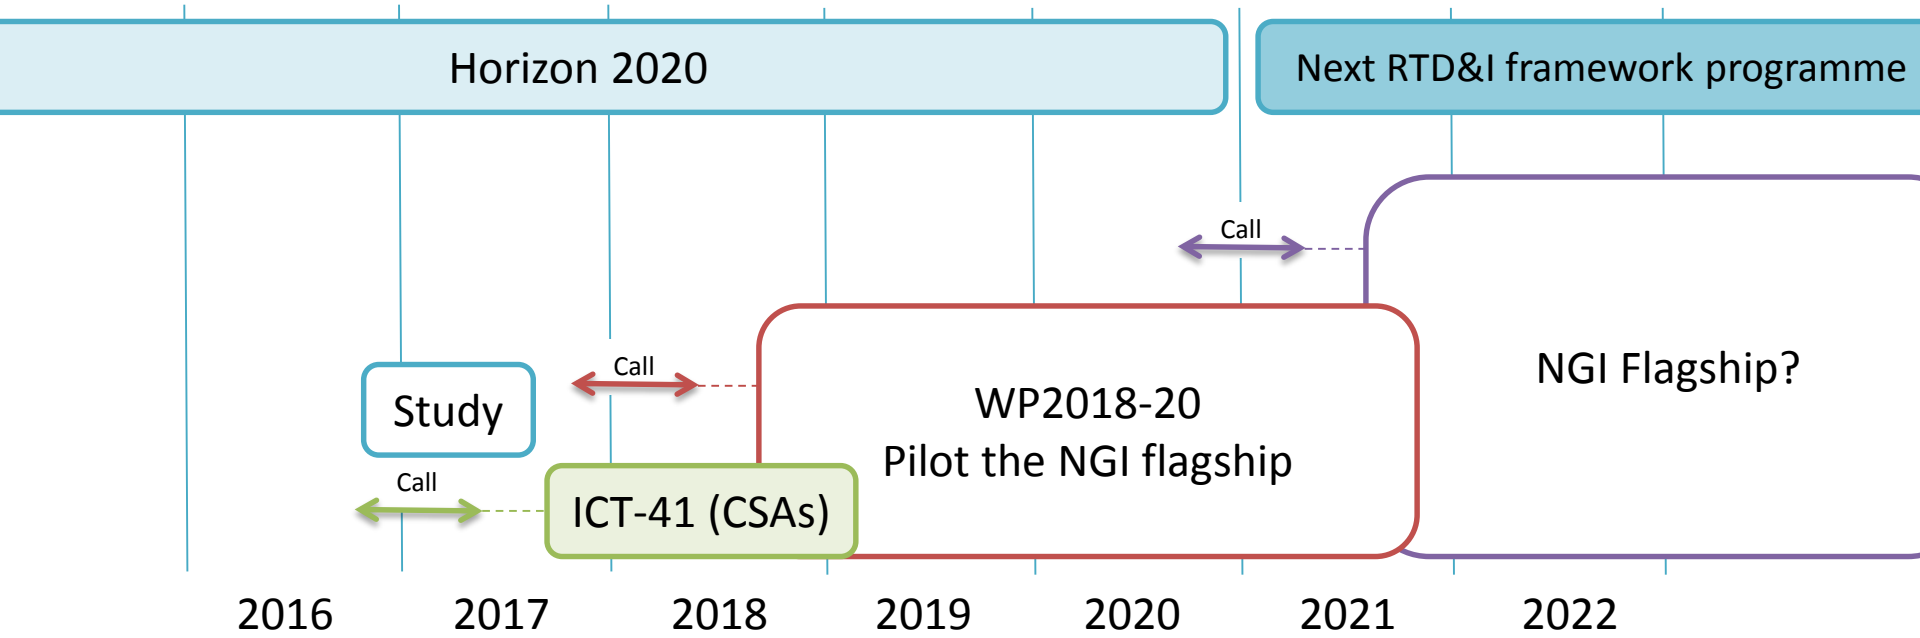 Horizon 2020
Next RTD&I framework programme
Call
Call
NGI Flagship?
Study
WP2018-20
Pilot the NGI flagship
Call
ICT-41 (CSAs)
2016
2017
2018
2019
2020
2021
2022